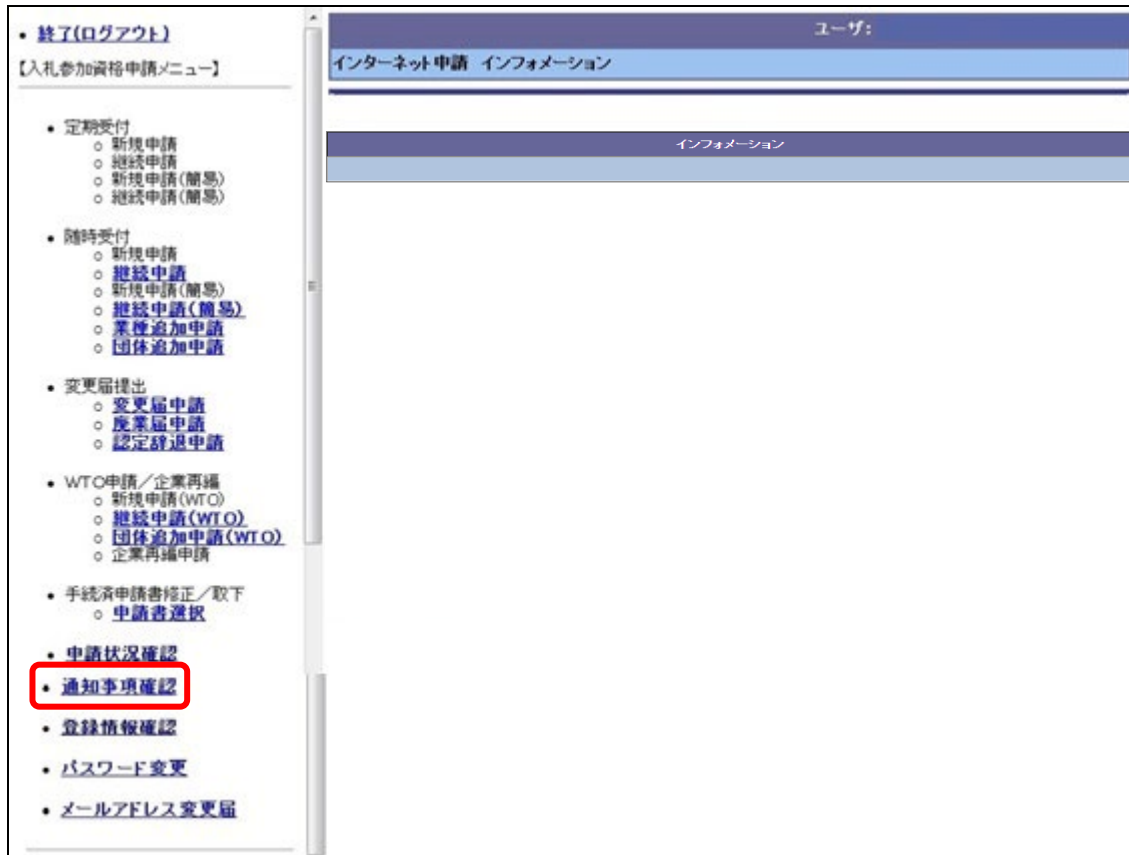 終了(ログアウト)
【入札参加資格申請メニュー】
定期受付
新規申請
継続申請
新規申請(簡易)
継続申請(簡易)
随時受付
新規申請
継続申請
新規申請(簡易)
継続申請(簡易)
業種追加申請
団体追加申請
変更届提出
変更届申請
廃業届申請
認定辞退申請
WTO申請／企業再編
新規申請(WTO)
継続申請(WTO)
団体追加申請(WTO)
企業再編申請
手続済申請書修正／取下
申請書選択
申請状況確認
通知事項確認
登録情報確認
パスワード変更
メールアドレス変更届
ユーザ:
インターネット申請 インフォメーション
インフォメーション